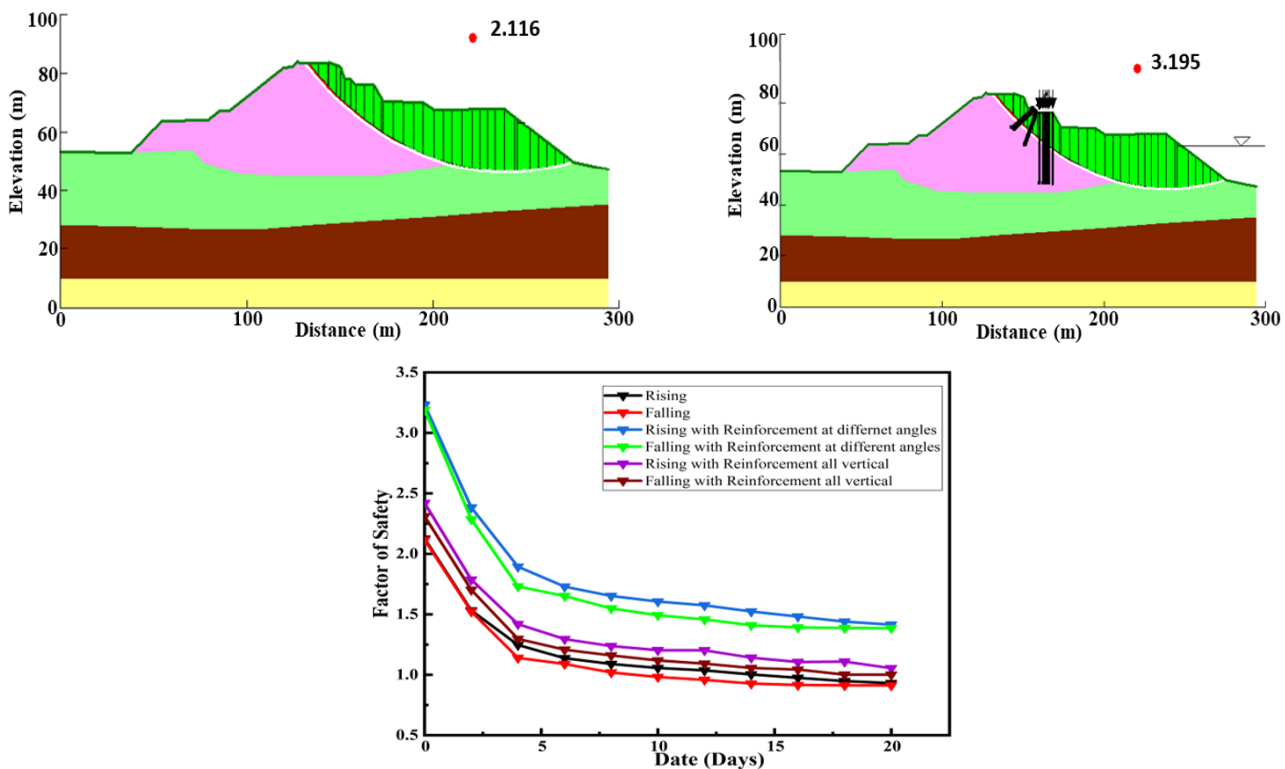 100
2.116
80
60
40
20
0
Elevation (m)
0
100
200
300
Distance (m)
100
3.195
80
60
40
20
0
Elevation (m)
0
100
200
300
Distance (m)
3.5
3.0
2.5
2.0
1.5
1.0
0.5
Factor of Safety
Rising
Falling
Rising with Reinforcement at differnet angles
Falling with Reinforcement at different angles
Rising with Reinforcement all vertical
Falling with Reinforcement all vertical
0
5
10
15
20
Date (Days)